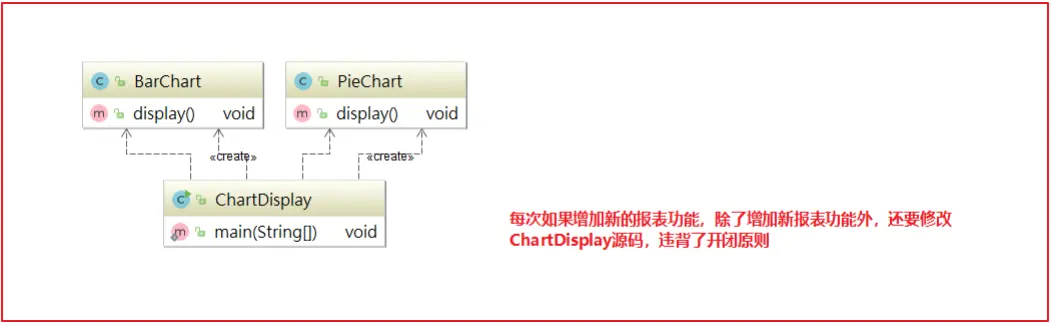 BarChart
display() void
PieChart
display() void
«create»
«create»
ChartDisplay
main(String[]) void
每次如果增加新的报表功能，除了增加新报表功能外，还要修改
ChartDisplay源码，违背了开闭原则